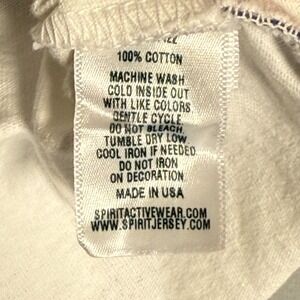 100% COTTON
MACHINE WASH
COLD INSIDE OUT
WITH LIKE COLORS
GENTLE CYCLE
DO NOT BLEACH
TUMBLE DRY LOW
COOL IRON IF NEEDED
DO NOT IRON
ON DECORATION
MADE IN USA
SPIRITACTIVEWEAR.COM
WWW.SPIRITJERSEY.COM